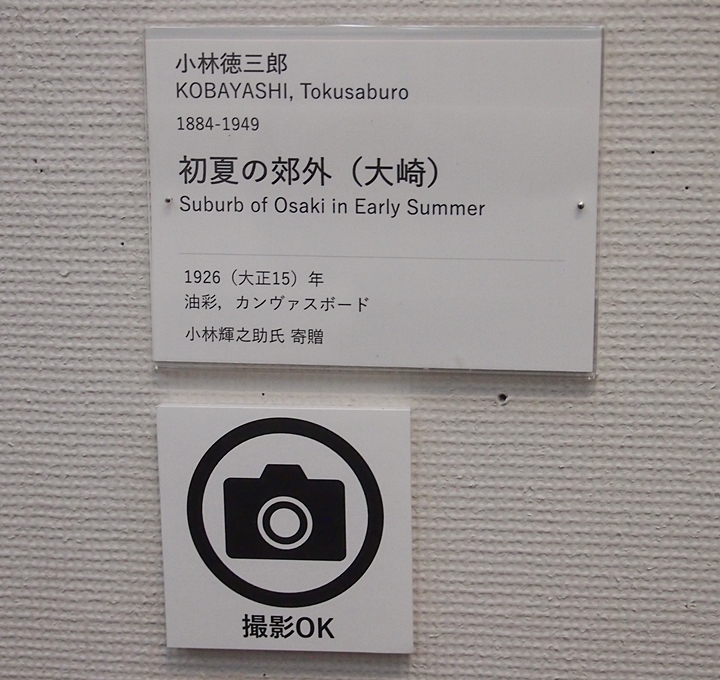 小林徳三郎
KOBAYASHI, Tokusaburo
1884-1949
初夏の郊外（大崎）
Suburb of Osaki in Early Summer
1926（大正15）年
油彩，カンヴァスボード
小林輝之助氏 寄贈
撮影OK